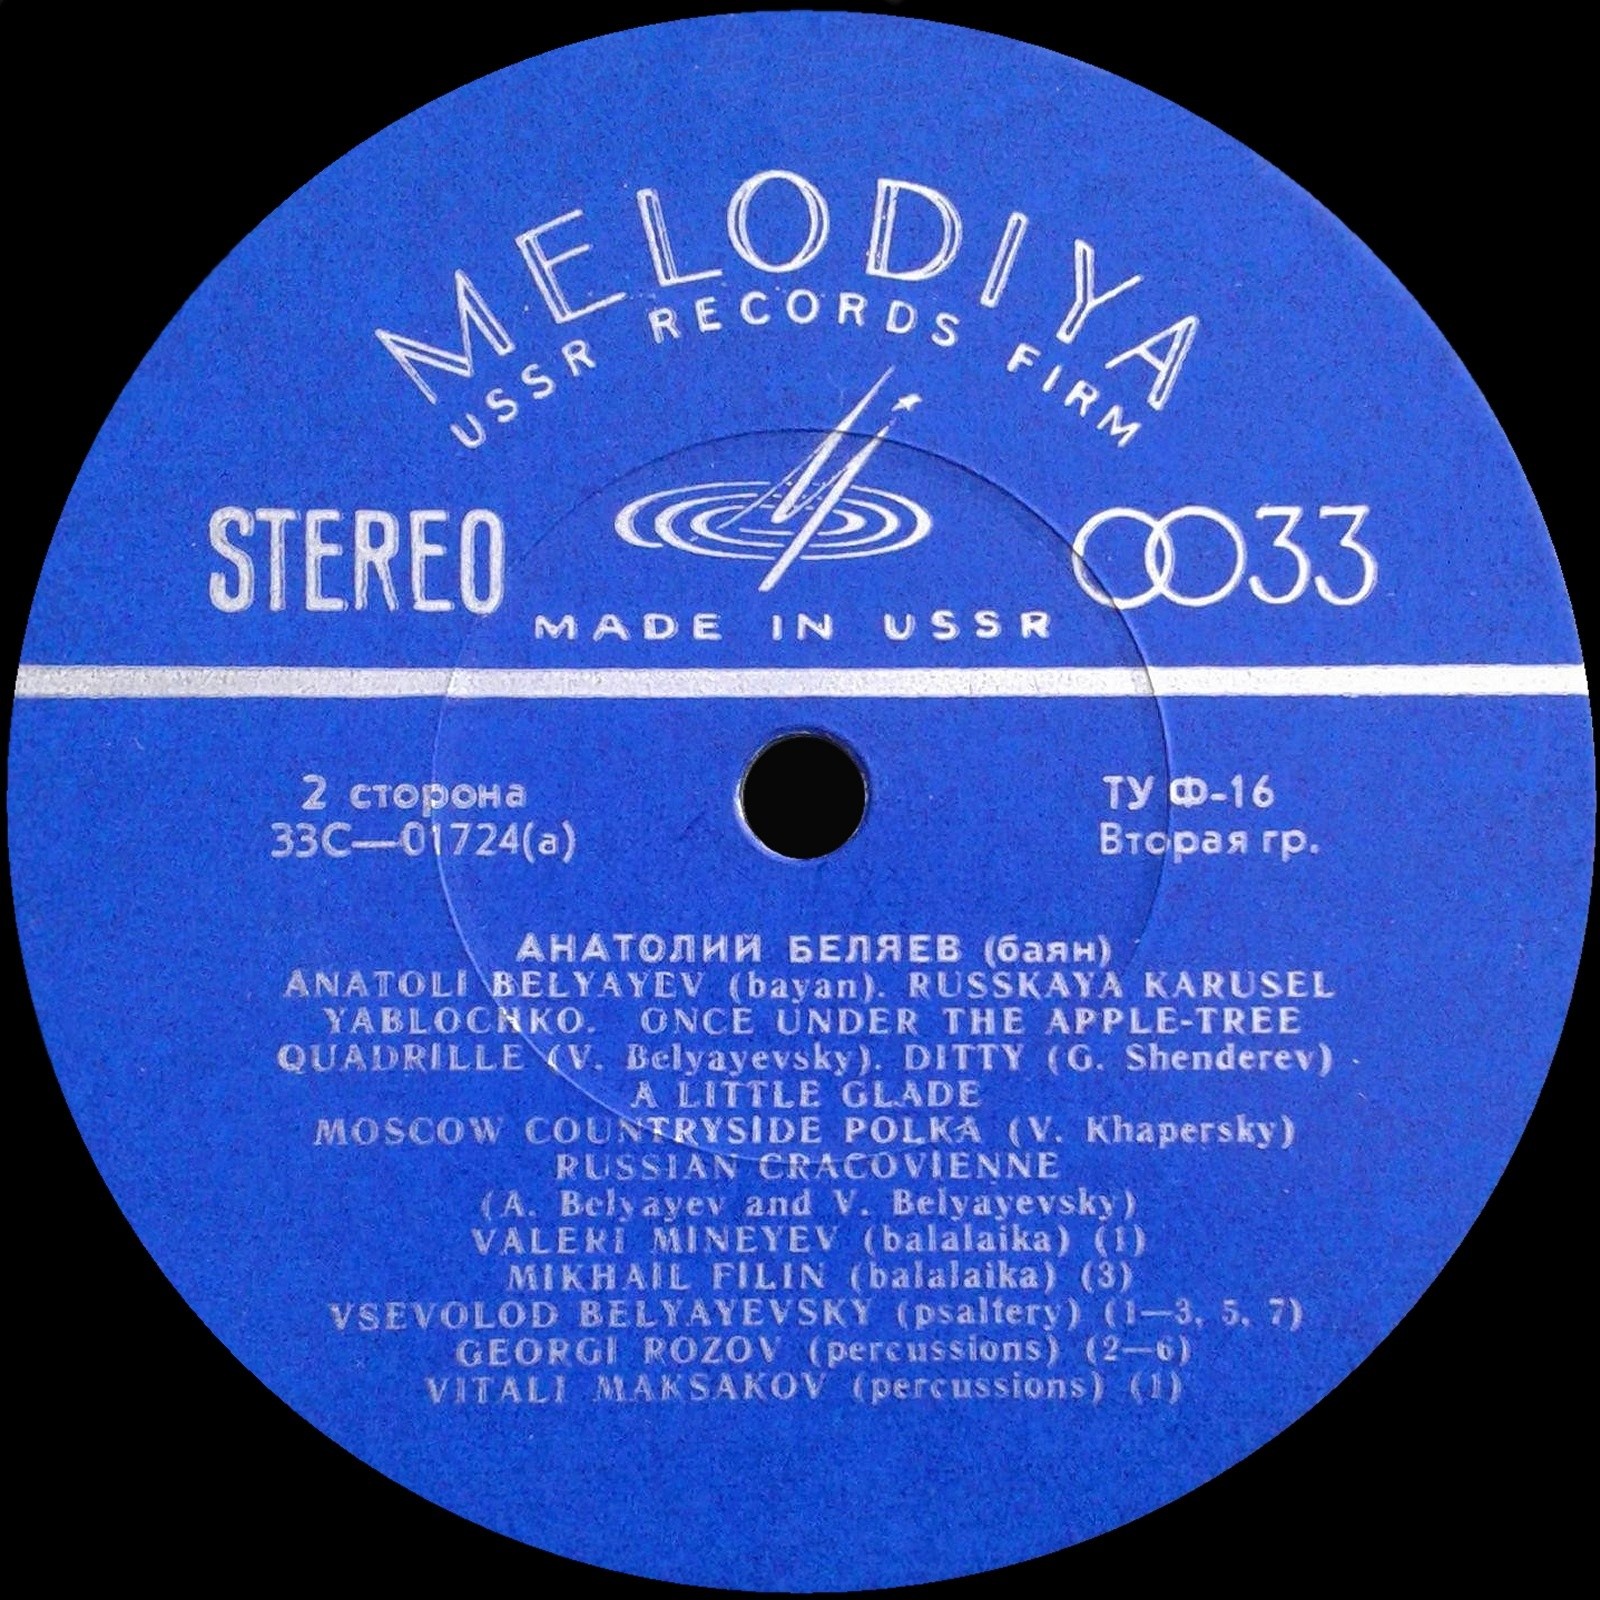 MELODIYA
USSR RECORDS FIRM
STEREO
33
MADE IN USSR
2 сторона
33С—01724(а)
ТУ Ф-16
Вторая гр.
АНАТОЛИЙ БЕЛЯЕВ (баян)
ANATOLI BELYAYEV (bayan). RUSSKAYA KARUSEL
YABLOCHKO. ONCE UNDER THE APPLE-TREE
QUADRILLE (V. Belyayevsky). DITTY (G. Shenderev)
A LITTLE GLADE
MOSCOW COUNTRYSIDE POLKA (V. Khapersky)
RUSSIAN CRACOVIENNE
(A. Belyayev and V. Belyayevsky)
VALERI MINEYEV (balalaika) (1)
MIKHAIL FILIN (balalaika) (3)
VSEVOLOD BELYAYEVSKY (psaltery) (1—3, 5, 7)
GEORGI ROZOV (percussions) (2—6)
VITALI MAKSAKOV (percussions) (1)